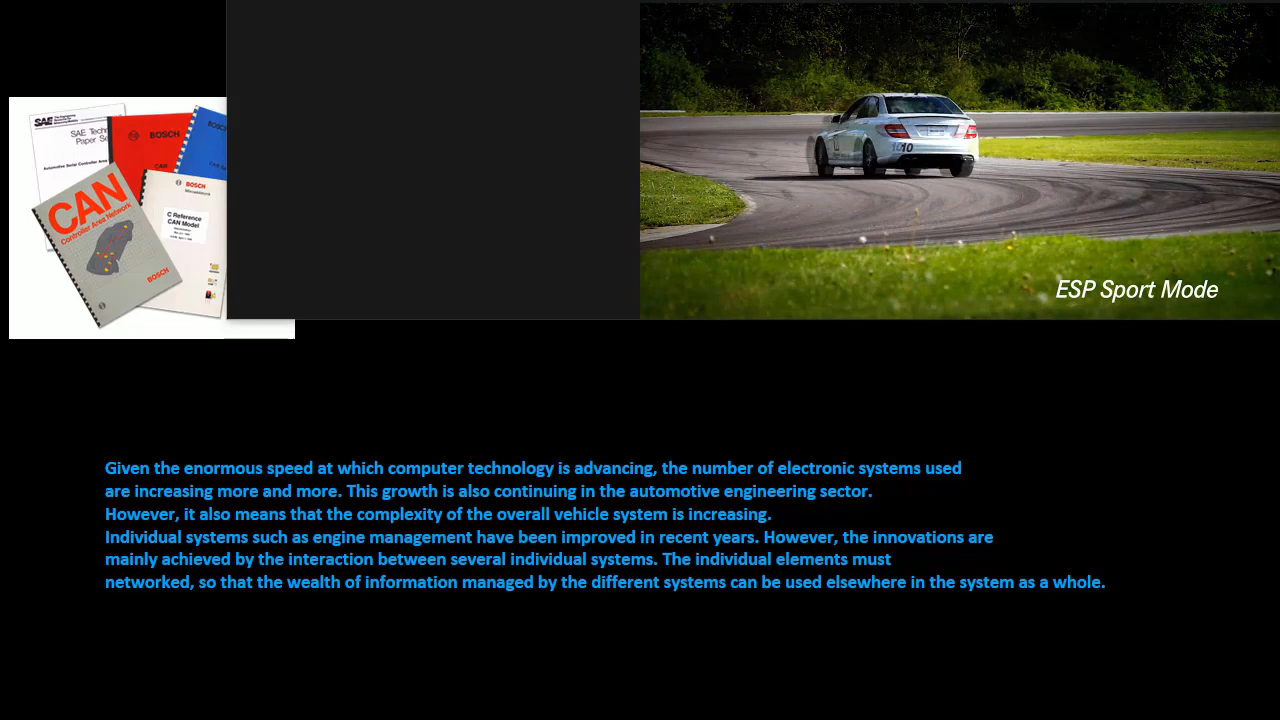 SAE
SAE Techn
Paper Se
Automotive Serial Controller Area
BOSCH
CAN
BOSCH
CAN
Controller Area Network
BOSCH
BOSCH
C Reference
CAN Model
ESP Sport Mode
1010
Given the enormous speed at which computer technology is advancing, the number of electronic systems used
are increasing more and more. This growth is also continuing in the automotive engineering sector.
However, it also means that the complexity of the overall vehicle system is increasing.
Individual systems such as engine management have been improved in recent years. However, the innovations are
mainly achieved by the interaction between several individual systems. The individual elements must
networked, so that the wealth of information managed by the different systems can be used elsewhere in the system as a whole.